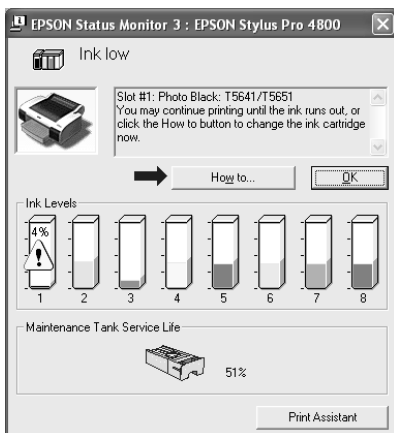 EPSON Status Monitor 3 : EPSON Stylus Pro 4800
Ink low
Slot #1: Photo Black: T5641/T5651
You may continue printing until the ink runs out, or
click the How to button to change the ink cartridge
now.
How to...
OK
Ink Levels
4%
1 2 3 4 5 6 7 8
Maintenance Tank Service Life
51%
Print Assistant